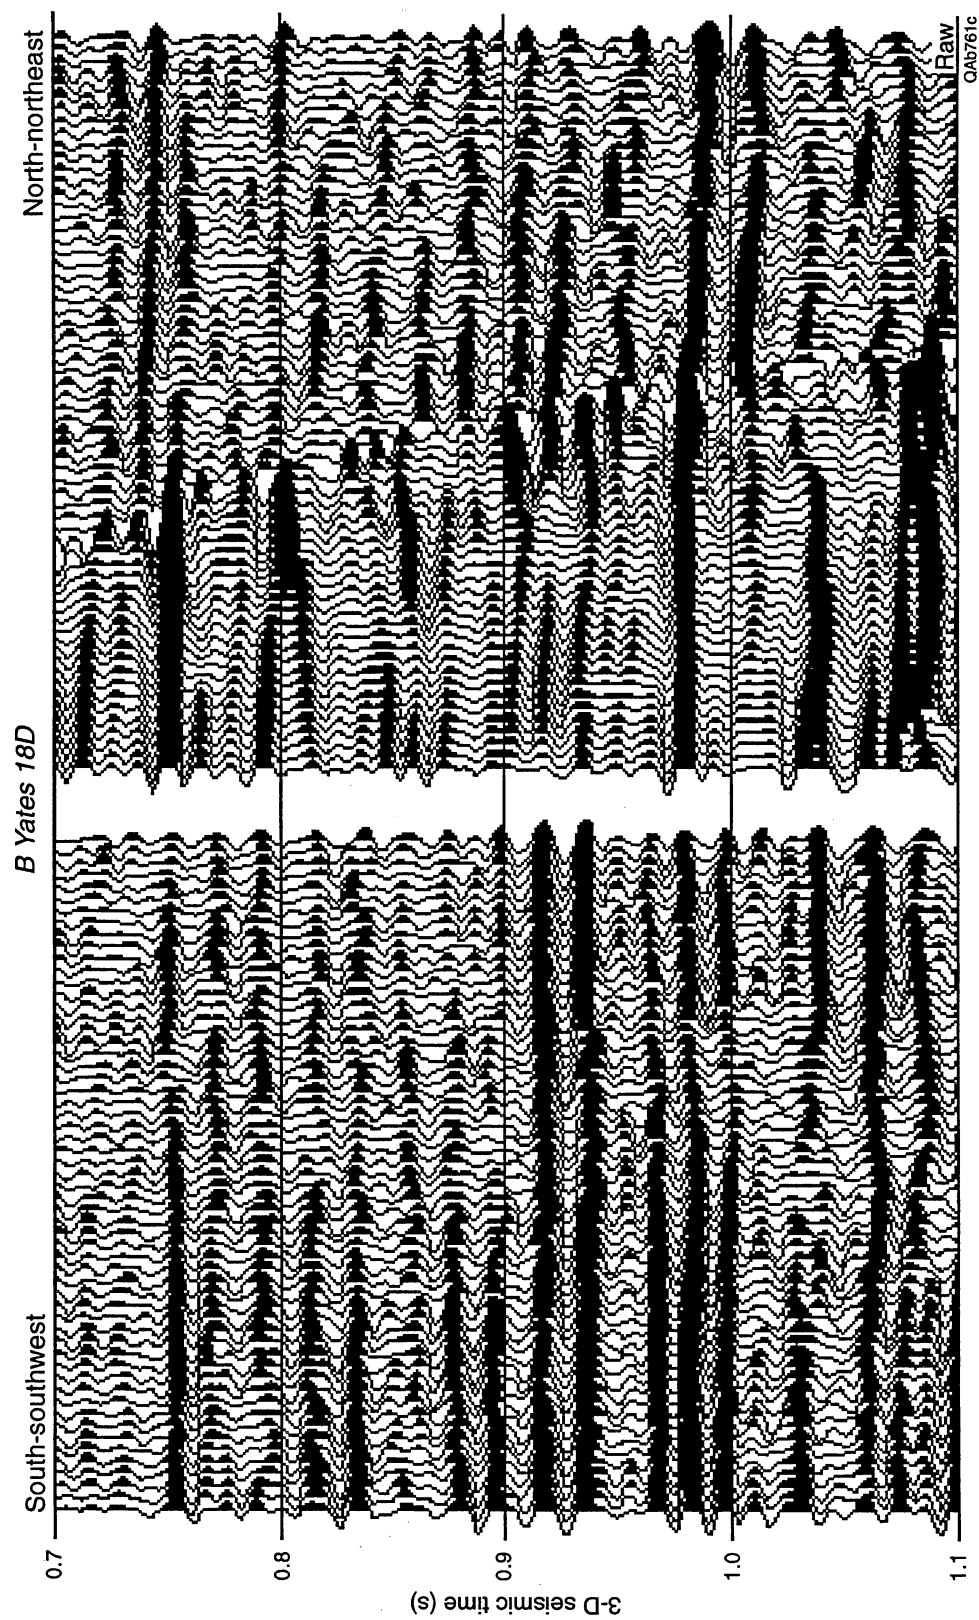 B Yates 18D
South-southwest
North-northeast
0.7
0.8
0.9
1.0
1.1
3-D seismic time (s)
Raw
QAb761c